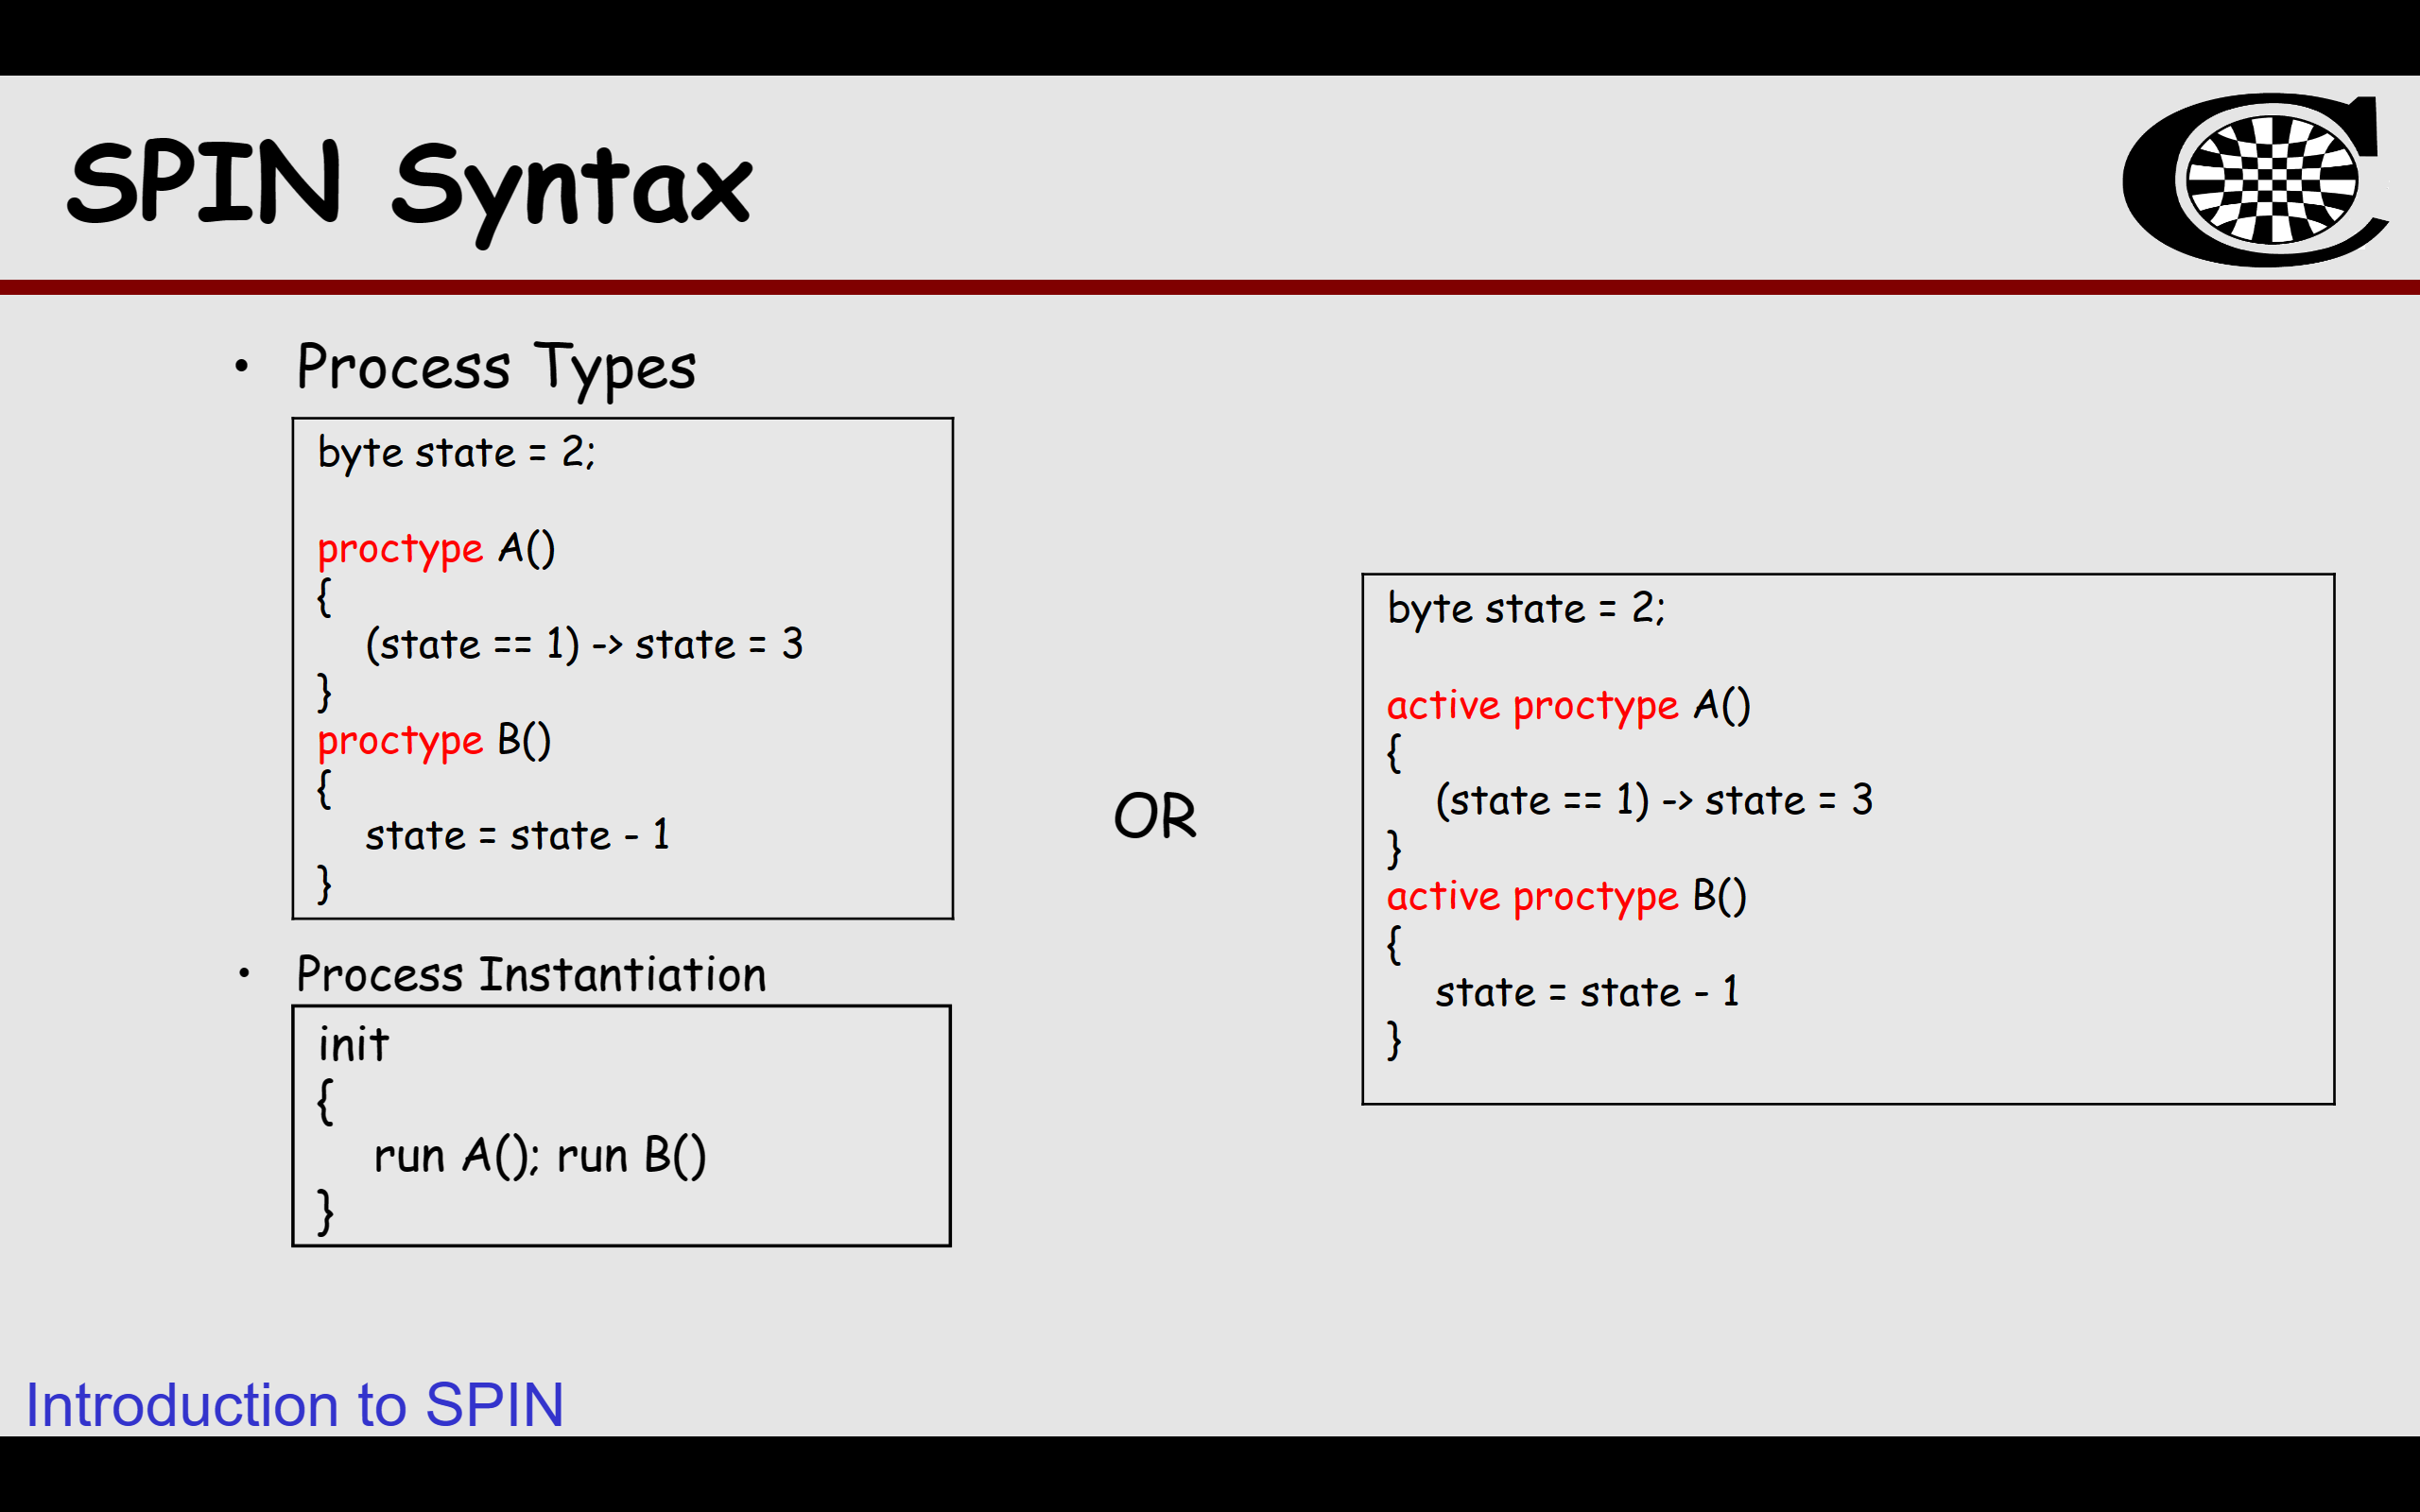 SPIN Syntax
• Process Types
byte state = 2;
proctype A()
{
(state == 1) -> state = 3
}
proctype B()
{
state = state - 1
}
• Process Instantiation
init
{
run A(); run B()
}
OR
byte state = 2;
active proctype A()
{
(state == 1) -> state = 3
}
active proctype B()
{
state = state - 1
}
Introduction to SPIN